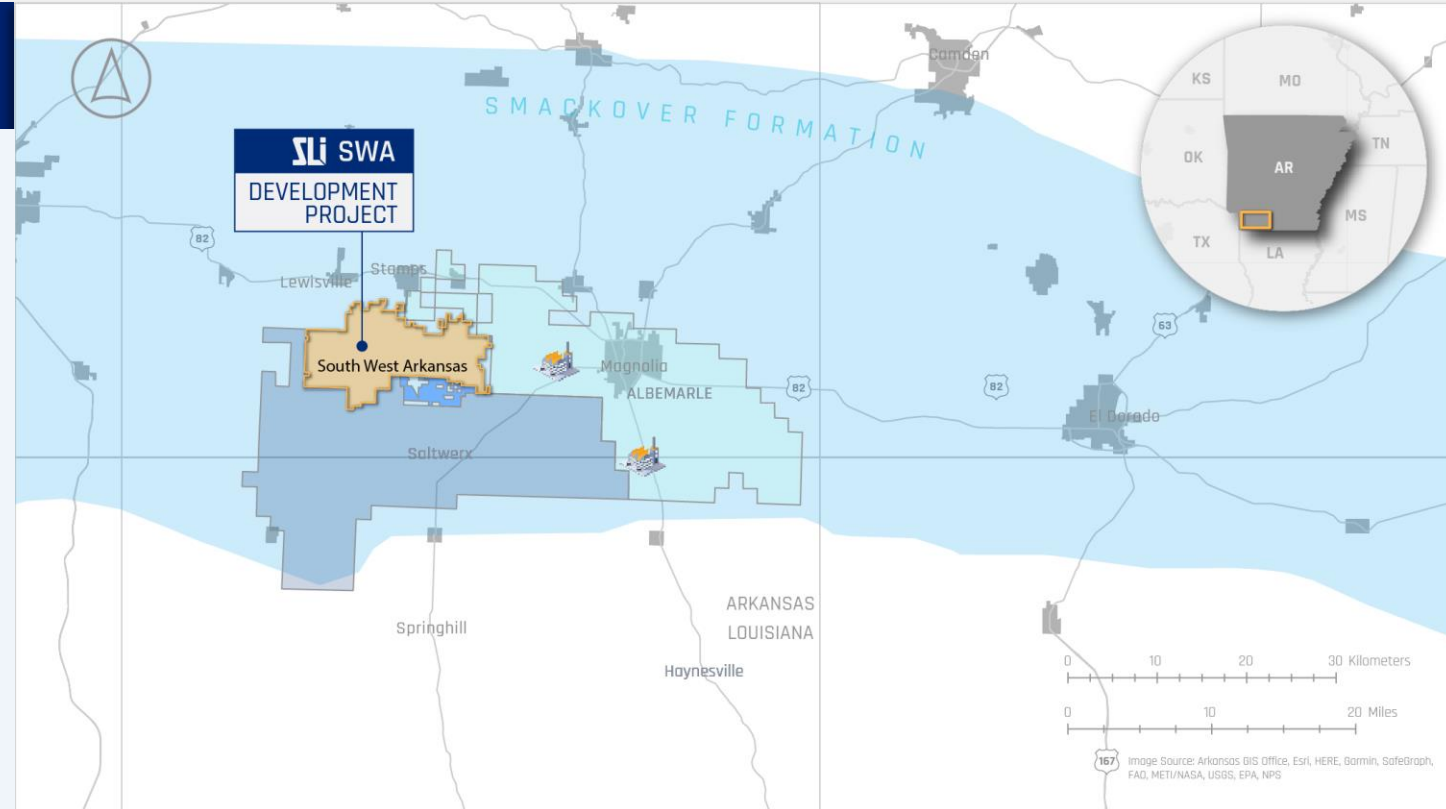 Camden
SMACKOVER FORMATION
KS
MO
OK
AR
TN
MS
TX
LA
SLi SWA
DEVELOPMENT
PROJECT
82
Lewisville
Stamps
63
South West Arkansas
Magnolia
ALBEMARLE
82
82
El Dorado
Saltwerx
ARKANSAS
LOUISIANA
Springhill
Haynesville
0 10 20 30 Kilometers
0 10 20 Miles
167
Image Source: Arkansas GIS Office, Esri, HERE, Garmin, SafeGraph,
FAO, METI/NASA, USGS, EPA, NPS